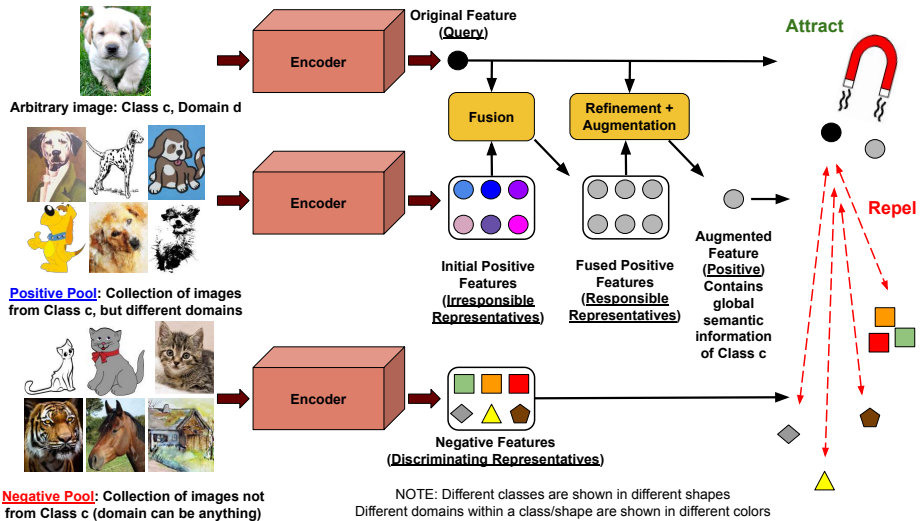 Original Feature
(Query)
Attract
Encoder
Arbitrary image: Class c, Domain d
Fusion
Refinement +
Augmentation
Encoder
Repel
Initial Positive
Features
(Irresponsible
Representatives)
Fused Positive
Features
(Responsible
Representatives)
Augmented
Feature
(Positive)
Contains
global
semantic
information
of Class c
Positive Pool: Collection of images
from Class c, but different domains
Encoder
Negative Features
(Discriminating Representatives)
Negative Pool: Collection of images not
from Class c (domain can be anything)
NOTE: Different classes are shown in different shapes
Different domains within a class/shape are shown in different colors